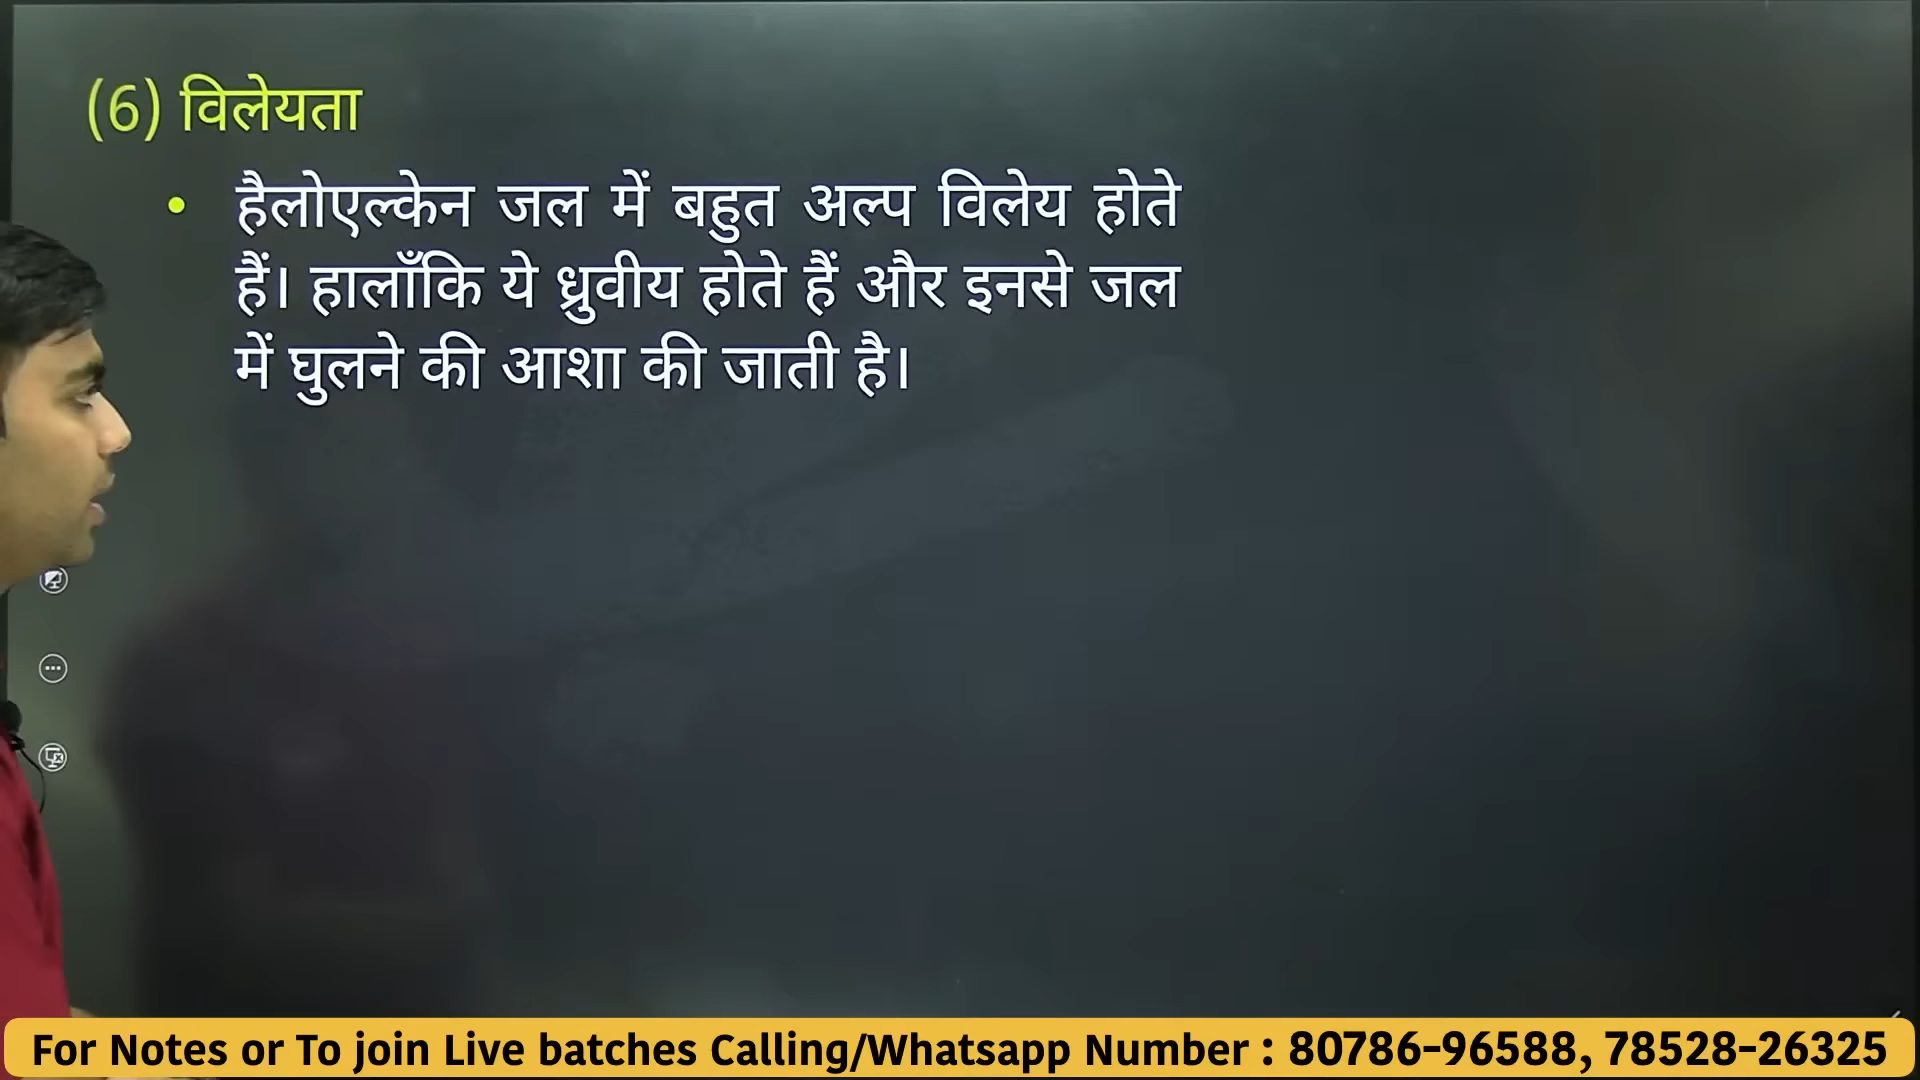 (6) विलेयता
• हैलोएल्केन जल में बहुत अल्प विलेय होते
हैं। हालाँकि ये ध्रुवीय होते हैं और इनसे जल
में घुलने की आशा की जाती है।
For Notes or To join Live batches Calling/Whatsapp Number : 80786-96588, 78528-26325